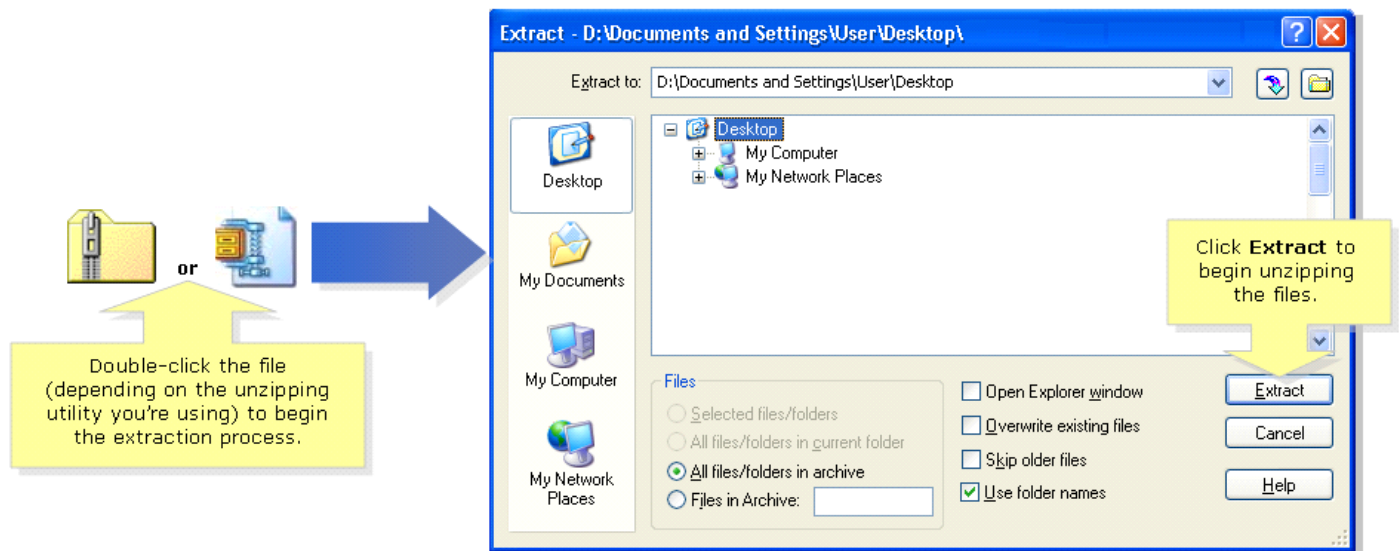 Extract - D:\Documents and Settings\User\Desktop\
Extract to: D:\Documents and Settings\User\Desktop
Desktop
My Documents
My Computer
My Network
Places
Desktop
My Computer
My Network Places
or
Double-click the file
(depending on the unzipping
utility you're using) to begin
the extraction process.
Click Extract to
begin unzipping
the files.
Files
Selected files/folders
All files/folders in current folder
All files/folders in archive
Files in Archive:
Open Explorer window
Overwrite existing files
Skip older files
Use folder names
Extract
Cancel
Help